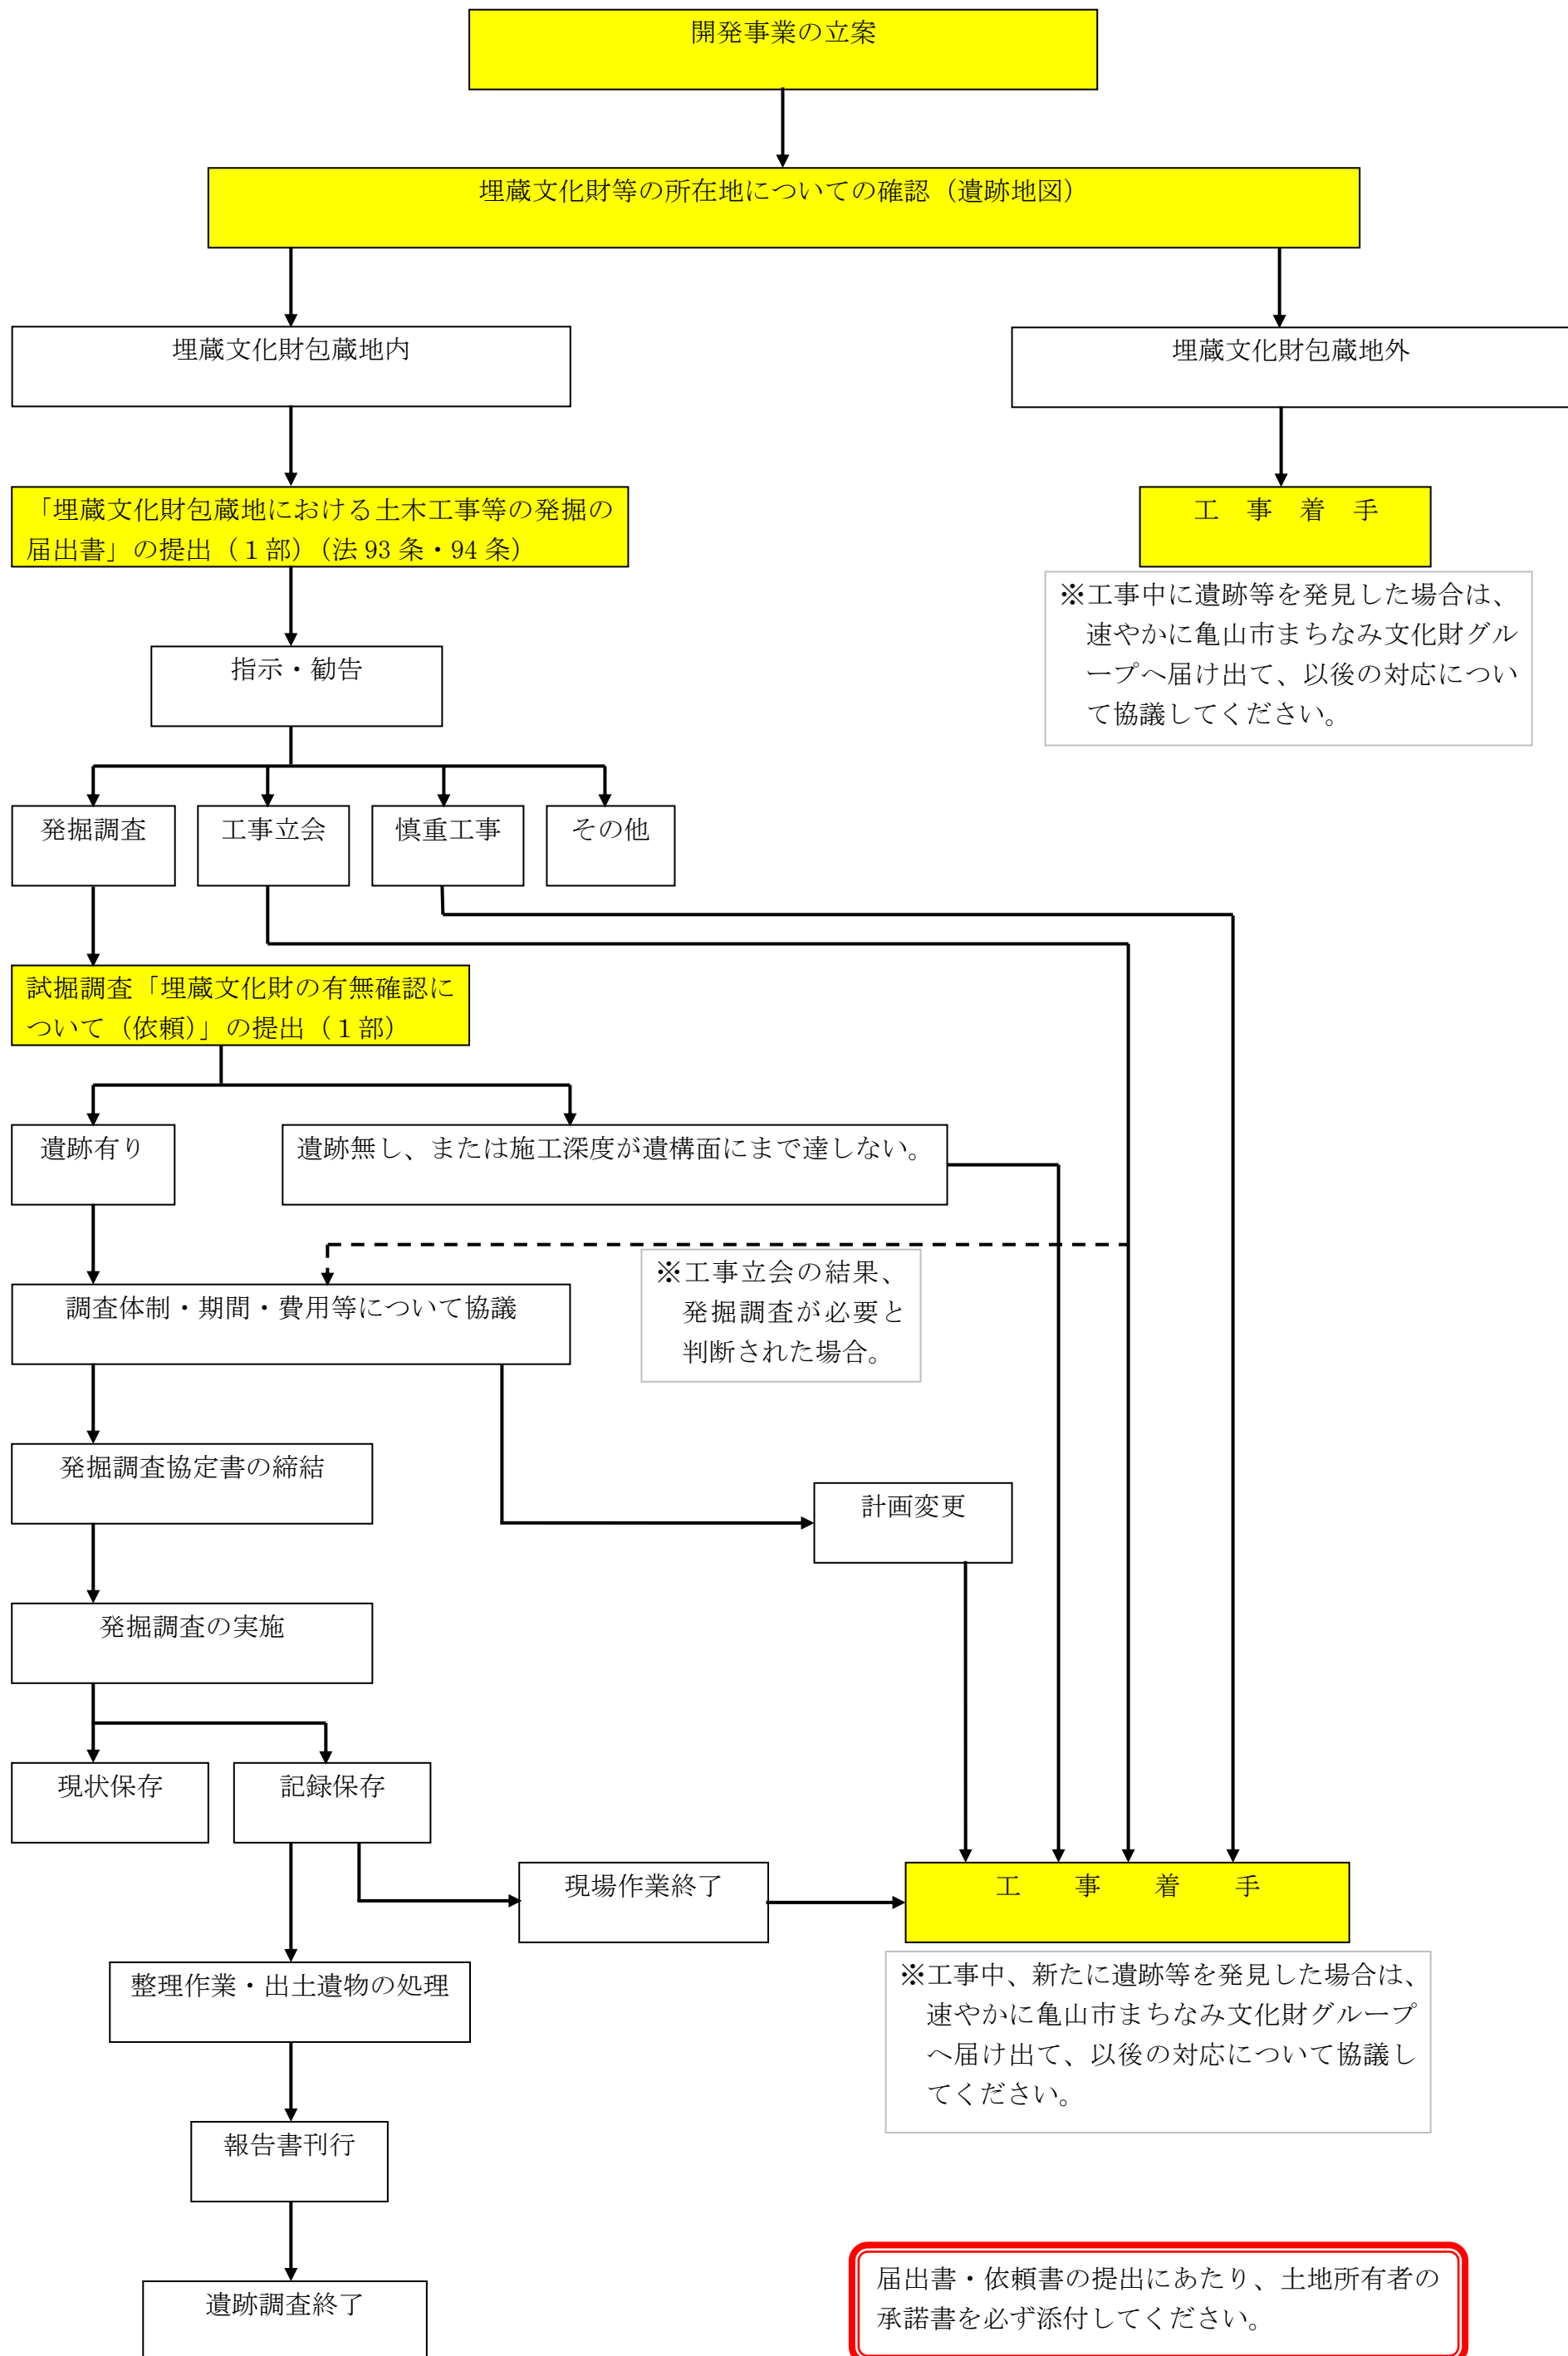 開発事業の立案
埋蔵文化財等の所在地についての確認（遺跡地図）
埋蔵文化財包蔵地内
埋蔵文化財包蔵地外
「埋蔵文化財包蔵地における土木工事等の発掘の
届出書」の提出（１部）（法 93 条・94 条）
工　事　着　手
※工事中に遺跡等を発見した場合は、
速やかに亀山市まちなみ文化財グル
ープへ届け出て、以後の対応につい
て協議してください。
指示・勧告
発掘調査
工事立会
慎重工事
その他
試掘調査「埋蔵文化財の有無確認に
ついて（依頼）」の提出（１部）
遺跡有り
遺跡無し、または施工深度が遺構面にまで達しない。
※工事立会の結果、
発掘調査が必要と
判断された場合。
調査体制・期間・費用等について協議
発掘調査協定書の締結
計画変更
発掘調査の実施
現状保存
記録保存
現場作業終了
工　　事　　着　　手
※工事中、新たに遺跡等を発見した場合は、
速やかに亀山市まちなみ文化財グループ
へ届け出て、以後の対応について協議し
てください。
整理作業・出土遺物の処理
報告書刊行
遺跡調査終了
届出書・依頼書の提出にあたり、土地所有者の
承諾書を必ず添付してください。